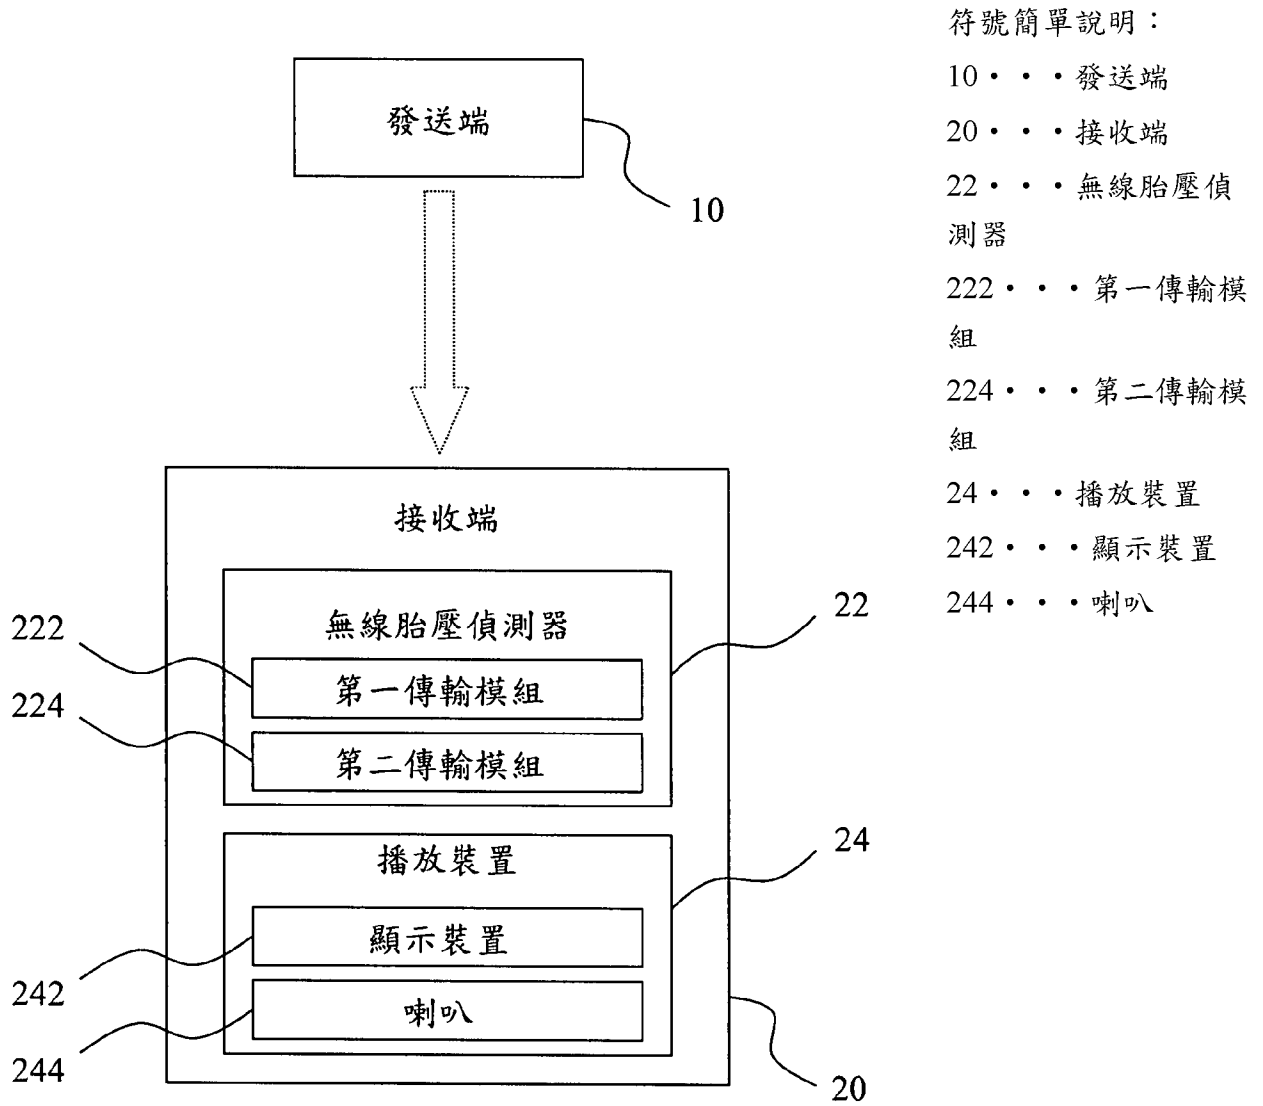 符號簡單說明：
10・・・發送端
20・・・接收端
22・・・無線胎壓偵
測器
222・・・第一傳輸模
組
224・・・第二傳輸模
組
24・・・播放裝置
242・・・顯示裝置
244・・・喇叭
發送端
10
接收端
無線胎壓偵測器
22
222
第一傳輸模組
224
第二傳輸模組
播放裝置
24
顯示裝置
242
喇叭
244
20